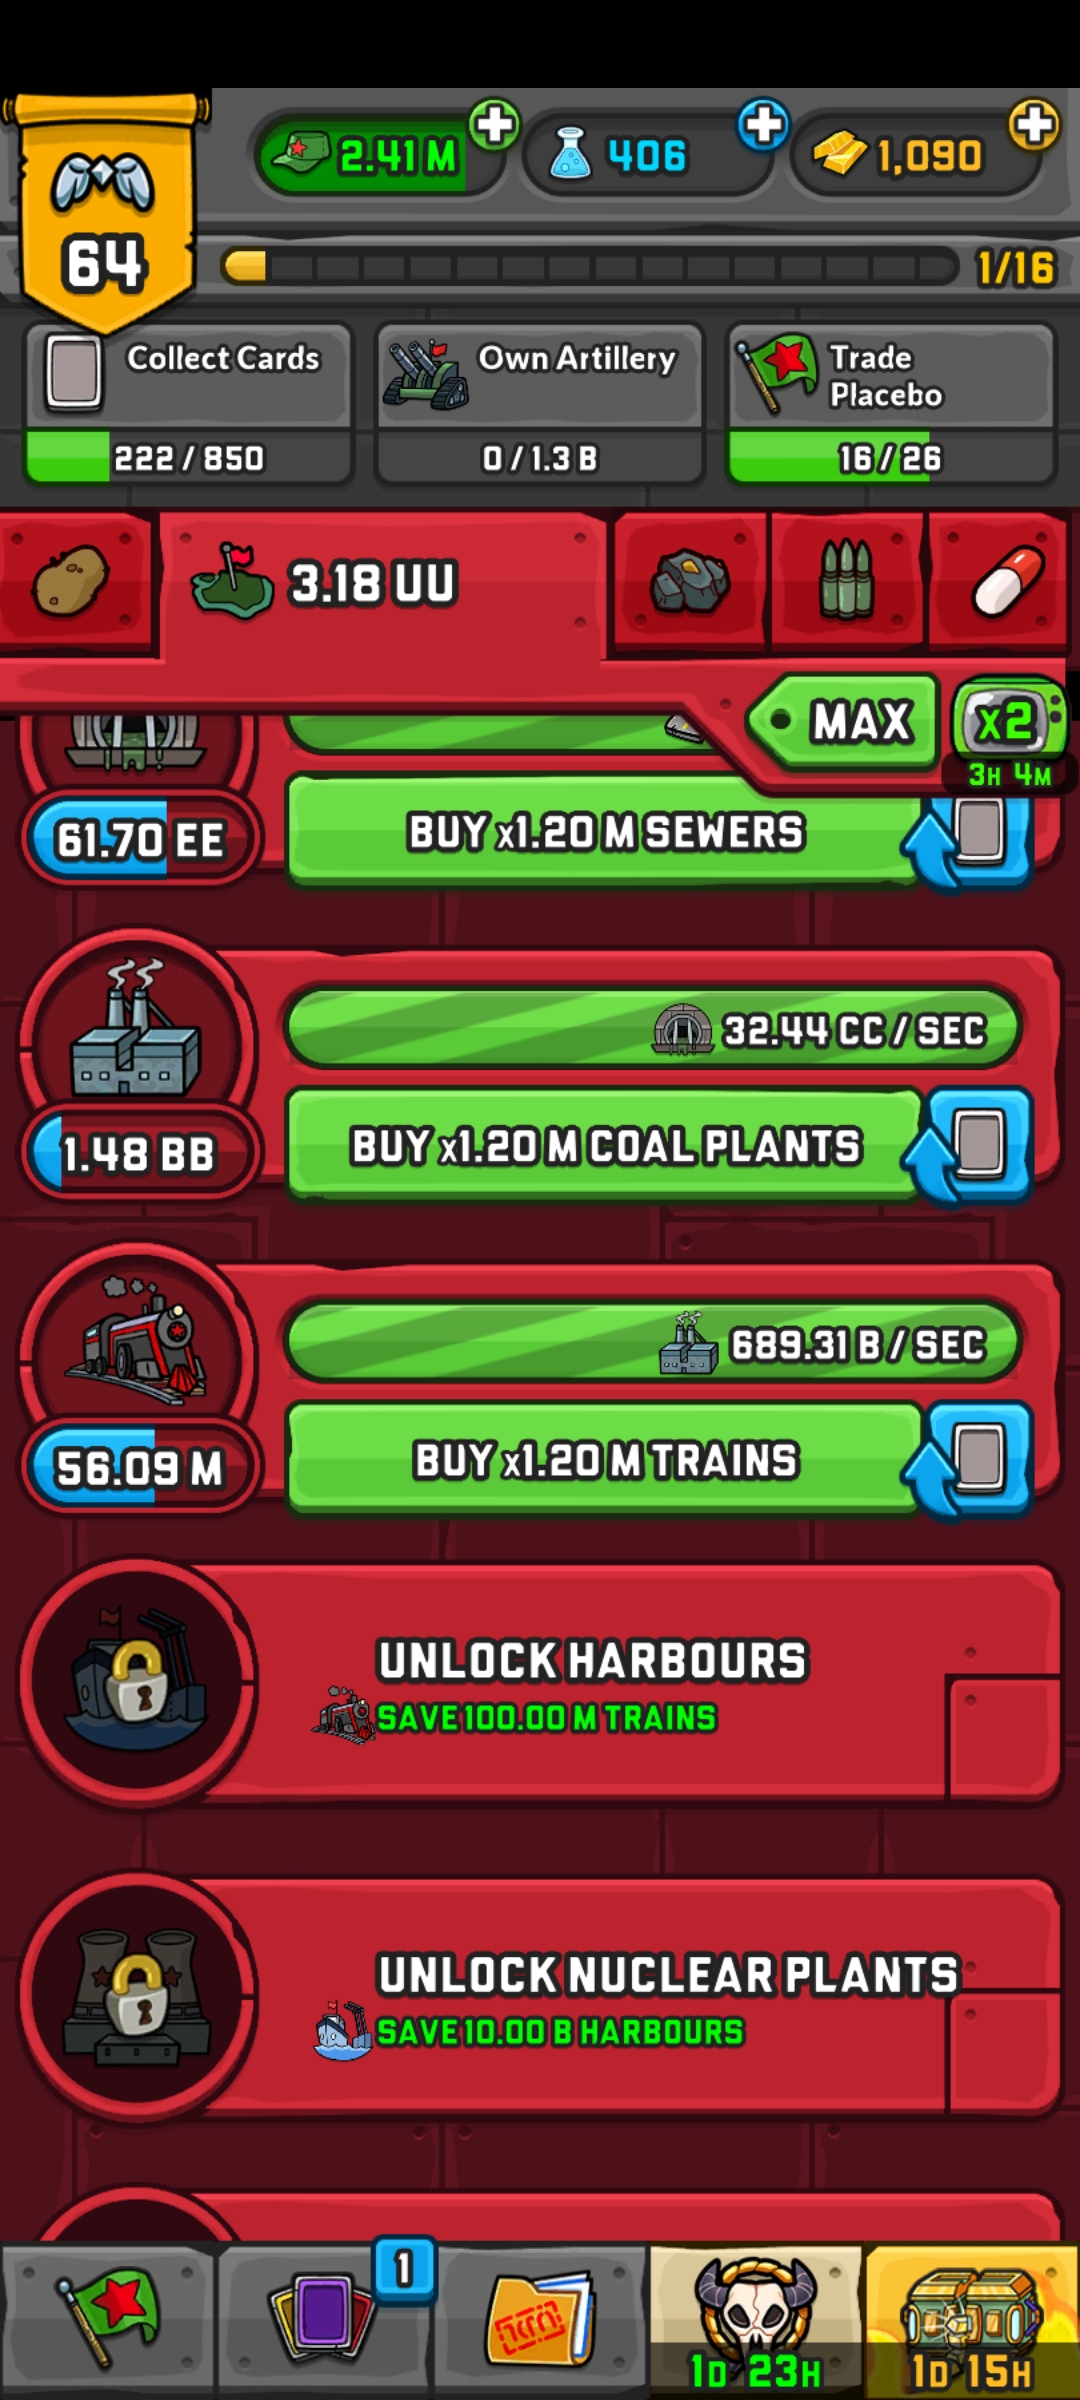 2.41 M
406
1,090
64
1/16
Collect Cards
Own Artillery
Trade
Placebo
222 / 850
0 / 1.3 B
16 / 26
3.18 UU
MAX
x2
3H 4M
61.70 EE
BUY x1.20 M SEWERS
32.44 CC / SEC
1.48 BB
BUY x1.20 M COAL PLANTS
689.31 B / SEC
56.09 M
BUY x1.20 M TRAINS
UNLOCK HARBOURS
SAVE 100.00 M TRAINS
UNLOCK NUCLEAR PLANTS
SAVE 10.00 B HARBOURS
1
1D 23H
1D 15H